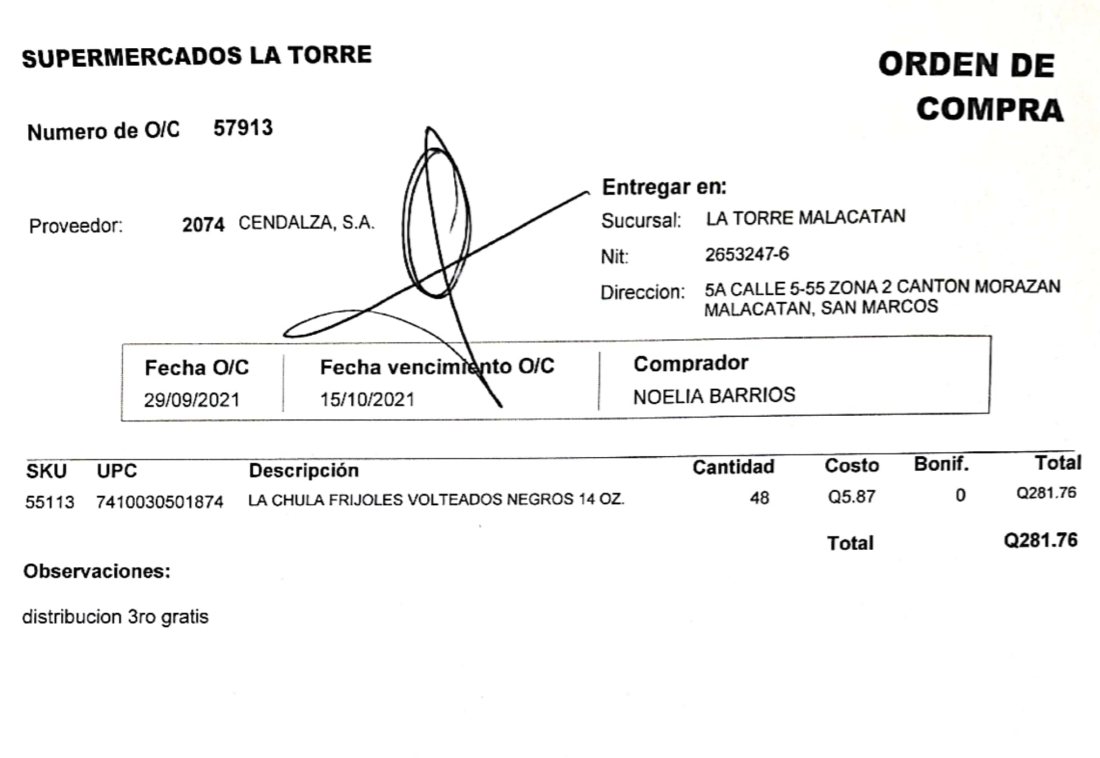 SUPERMERCADOS LA TORRE
ORDEN DE
COMPRA
Numero de O/C 57913
Proveedor: 2074 CENDALZA, S.A.
Entregar en:
Sucursal: LA TORRE MALACATAN
Nit: 2653247-6
Direccion: 5A CALLE 5-55 ZONA 2 CANTON MORAZAN
MALACATAN, SAN MARCOS
Fecha O/C Fecha vencimiento O/C Comprador
29/09/2021 15/10/2021 NOELIA BARRIOS
SKU UPC Descripción Cantidad Costo Bonif. Total
55113 7410030501874 LA CHULA FRIJOLES VOLTEADOS NEGROS 14 OZ. 48 Q5.87 0 Q281.76
Total Q281.76
Observaciones:
distribucion 3ro gratis